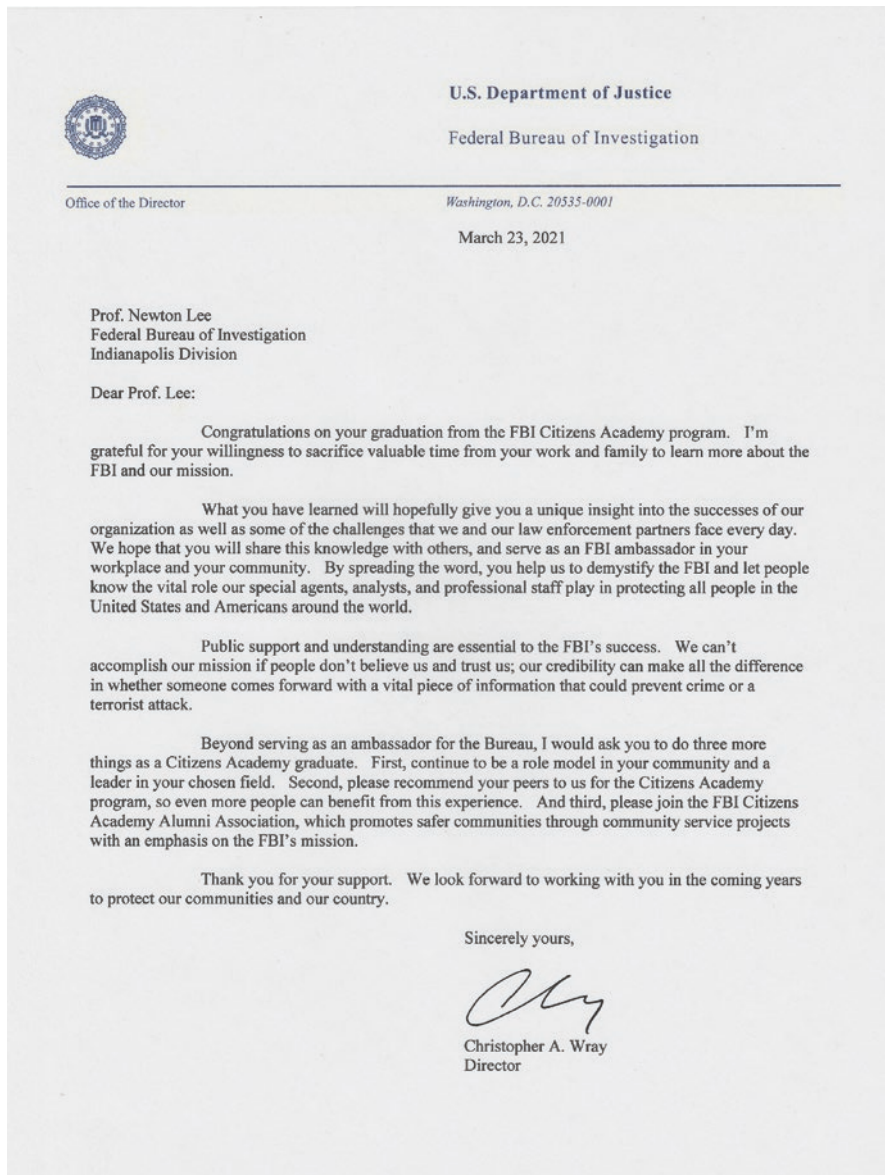 U.S. Department of Justice
Federal Bureau of Investigation
Office of the Director
Washington, D.C. 20535-0001
March 23, 2021
Prof. Newton Lee
Federal Bureau of Investigation
Indianapolis Division
Dear Prof. Lee:
Congratulations on your graduation from the FBI Citizens Academy program. I'm
grateful for your willingness to sacrifice valuable time from your work and family to learn more about the
FBI and our mission.
What you have learned will hopefully give you a unique insight into the successes of our
organization as well as some of the challenges that we and our law enforcement partners face every day.
We hope that you will share this knowledge with others, and serve as an FBI ambassador in your
workplace and your community. By spreading the word, you help us to demystify the FBI and let people
know the vital role our special agents, analysts, and professional staff play in protecting all people in the
United States and Americans around the world.
Public support and understanding are essential to the FBI's success. We can't
accomplish our mission if people don't believe us and trust us; our credibility can make all the difference
in whether someone comes forward with a vital piece of information that could prevent crime or a
terrorist attack.
Beyond serving as an ambassador for the Bureau, I would ask you to do three more
things as a Citizens Academy graduate. First, continue to be a role model in your community and a
leader in your chosen field. Second, please recommend your peers to us for the Citizens Academy
program, so even more people can benefit from this experience. And third, please join the FBI Citizens
Academy Alumni Association, which promotes safer communities through community service projects
with an emphasis on the FBI's mission.
Thank you for your support. We look forward to working with you in the coming years
to protect our communities and our country.
Sincerely yours,
Christopher A. Wray
Director